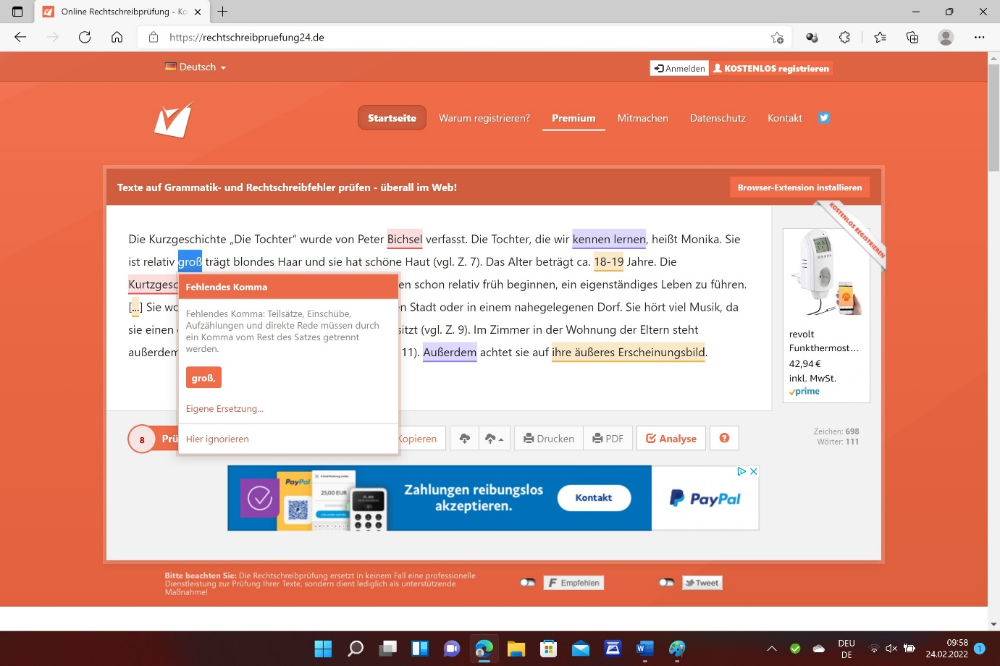 Online Rechtschreibprüfung - Ko
https://rechtschreibpruefung24.de
Deutsch
Anmelden
KOSTENLOS registrieren
Startseite
Warum registrieren?
Premium
Mitmachen
Datenschutz
Kontakt
Texte auf Grammatik- und Rechtschreibfehler prüfen - überall im Web!
Browser-Extension installieren
KOSTENLOS REGISTRIEREN
Die Kurzgeschichte „Die Tochter“ wurde von Peter Bichsel verfasst. Die Tochter, die wir kennen lernen, heißt Monika. Sie
ist relativ groß trägt blondes Haar und sie hat schöne Haut (vgl. Z. 7). Das Alter beträgt ca. 18-19 Jahre. Die
Kurtzgesc en schon relativ früh beginnen, ein eigenständiges Leben zu führen.
[...] Sie wo n Stadt oder in einem nahegelegenen Dorf. Sie hört viel Musik, da
sie einen sitzt (vgl. Z. 9). Im Zimmer in der Wohnung der Eltern steht
außerdem 11). Außerdem achtet sie auf ihre äußeres Erscheinungsbild.
Fehlendes Komma
Fehlendes Komma: Teilsätze, Einschübe,
Aufzählungen und direkte Rede müssen durch
ein Komma vom Rest des Satzes getrennt
werden.
groß,
Eigene Ersetzung...
Hier ignorieren
revolt
Funkthermost...
42,94 €
inkl. MwSt.
prime
8
Prü
Kopieren
Drucken
PDF
Analyse
?
Zeichen: 698
Wörter: 111
PayPal
25,00 EUR
Zahlungen reibungslos
akzeptieren.
Kontakt
PayPal
Bitte beachten Sie: Die Rechtschreibprüfung ersetzt in keinem Fall eine professionelle
Dienstleistung zur Prüfung Ihrer Texte, sondern dient lediglich als unterstützende
Maßnahme!
Empfehlen
Tweet
DEU
DE
09:58
24.02.2022
1